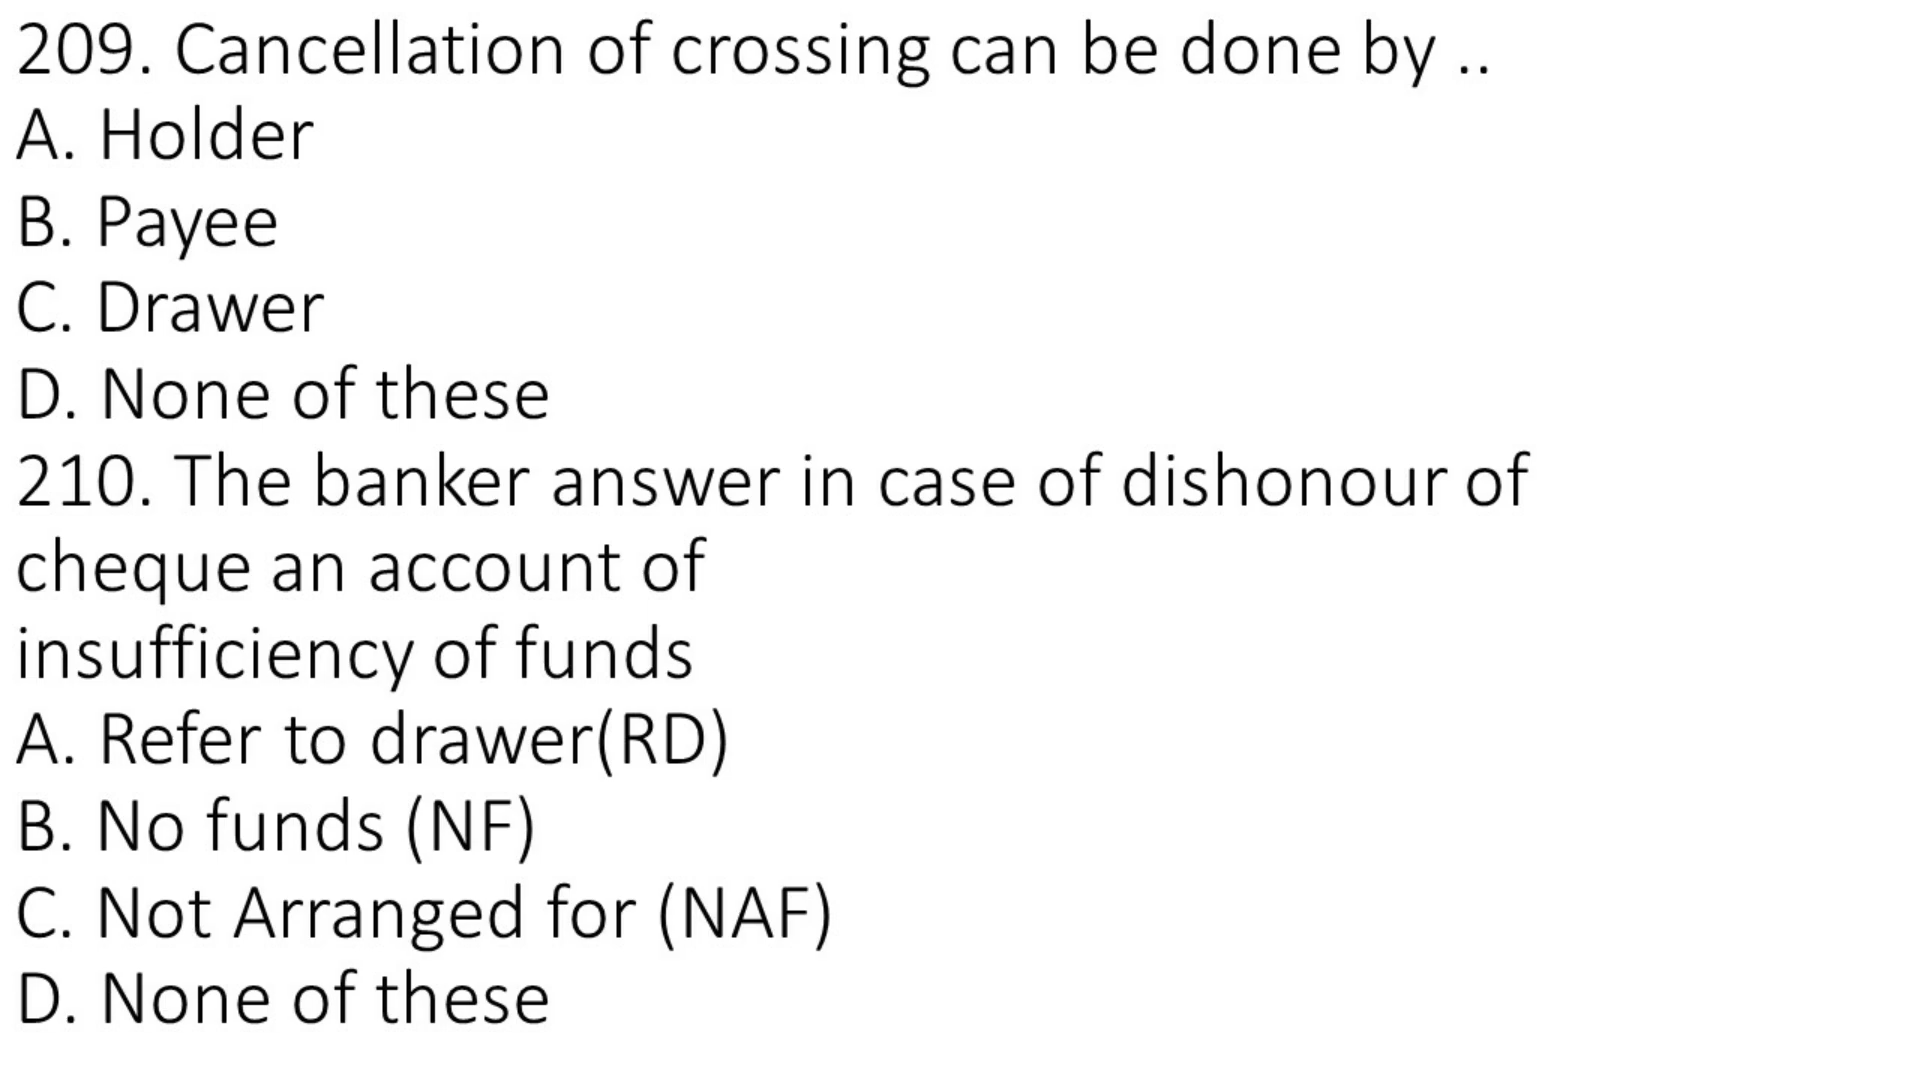 209. Cancellation of crossing can be done by ..
A. Holder
B. Payee
C. Drawer
D. None of these
210. The banker answer in case of dishonour of
cheque an account of
insufficiency of funds
A. Refer to drawer(RD)
B. No funds (NF)
C. Not Arranged for (NAF)
D. None of these